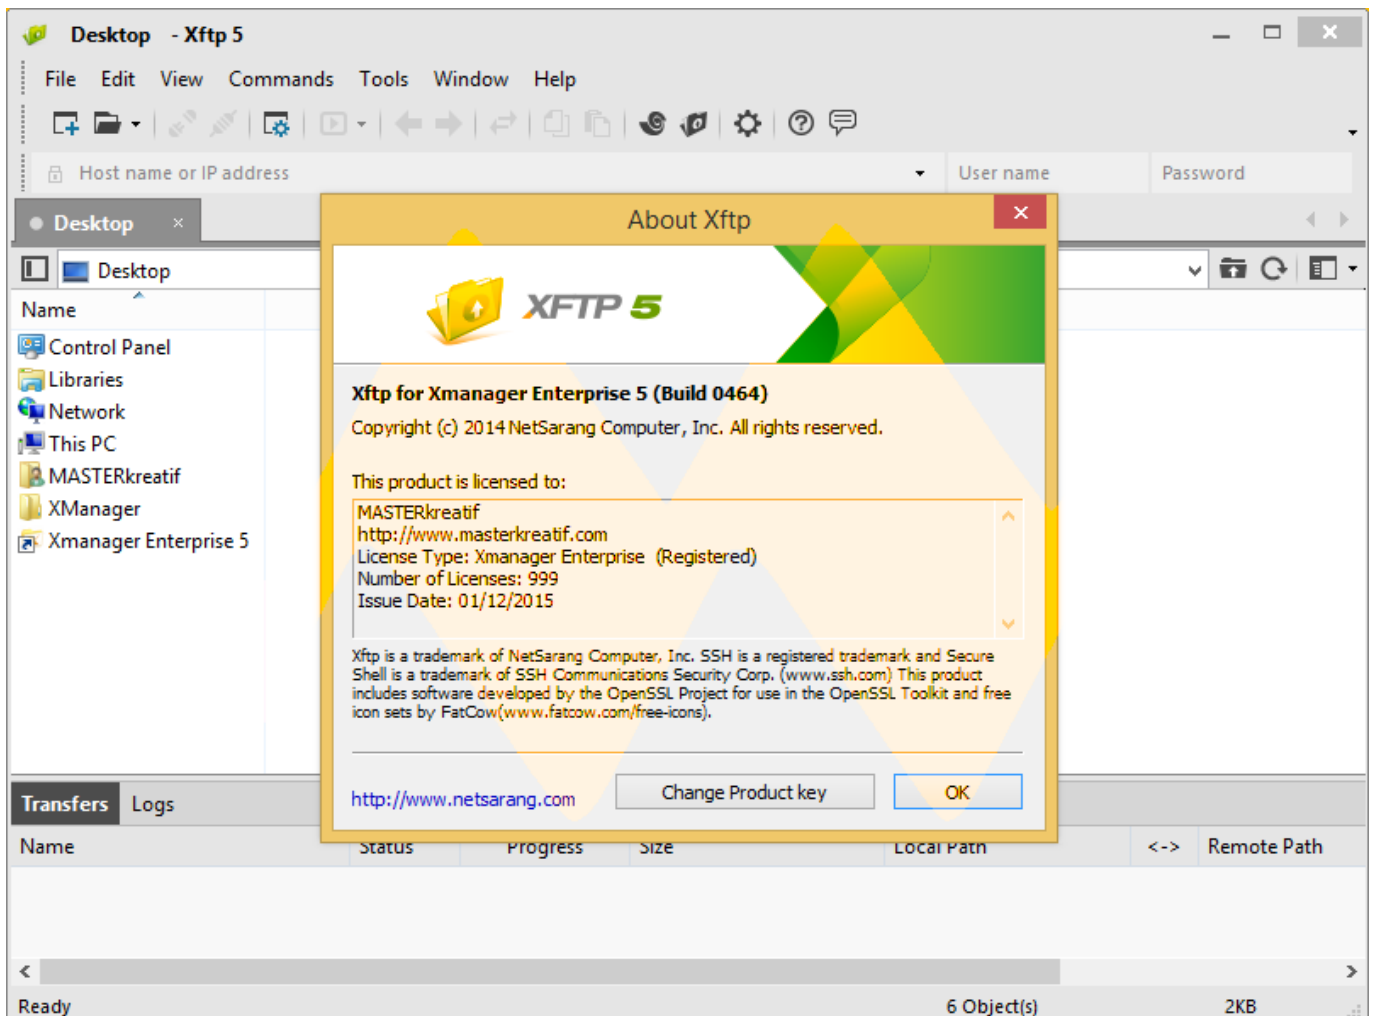 Desktop - Xftp 5
File Edit View Commands Tools Window Help
Host name or IP address User name Password
Desktop
Desktop
Name
Control Panel
Libraries
Network
This PC
MASTERkreatif
XManager
Xmanager Enterprise 5
About Xftp
XFTP 5
Xftp for Xmanager Enterprise 5 (Build 0464)
Copyright (c) 2014 NetSarang Computer, Inc. All rights reserved.
This product is licensed to:
MASTERkreatif
http://www.masterkreatif.com
License Type: Xmanager Enterprise (Registered)
Number of Licenses: 999
Issue Date: 01/12/2015
Xftp is a trademark of NetSarang Computer, Inc. SSH is a registered trademark and Secure
Shell is a trademark of SSH Communications Security Corp. (www.ssh.com) This product
includes software developed by the OpenSSL Project for use in the OpenSSL Toolkit and free
icon sets by FatCow(www.fatcow.com/free-icons).
http://www.netsarang.com Change Product key OK
Transfers Logs
Name Status Progress Size Local Path <-> Remote Path
Ready 6 Object(s) 2KB